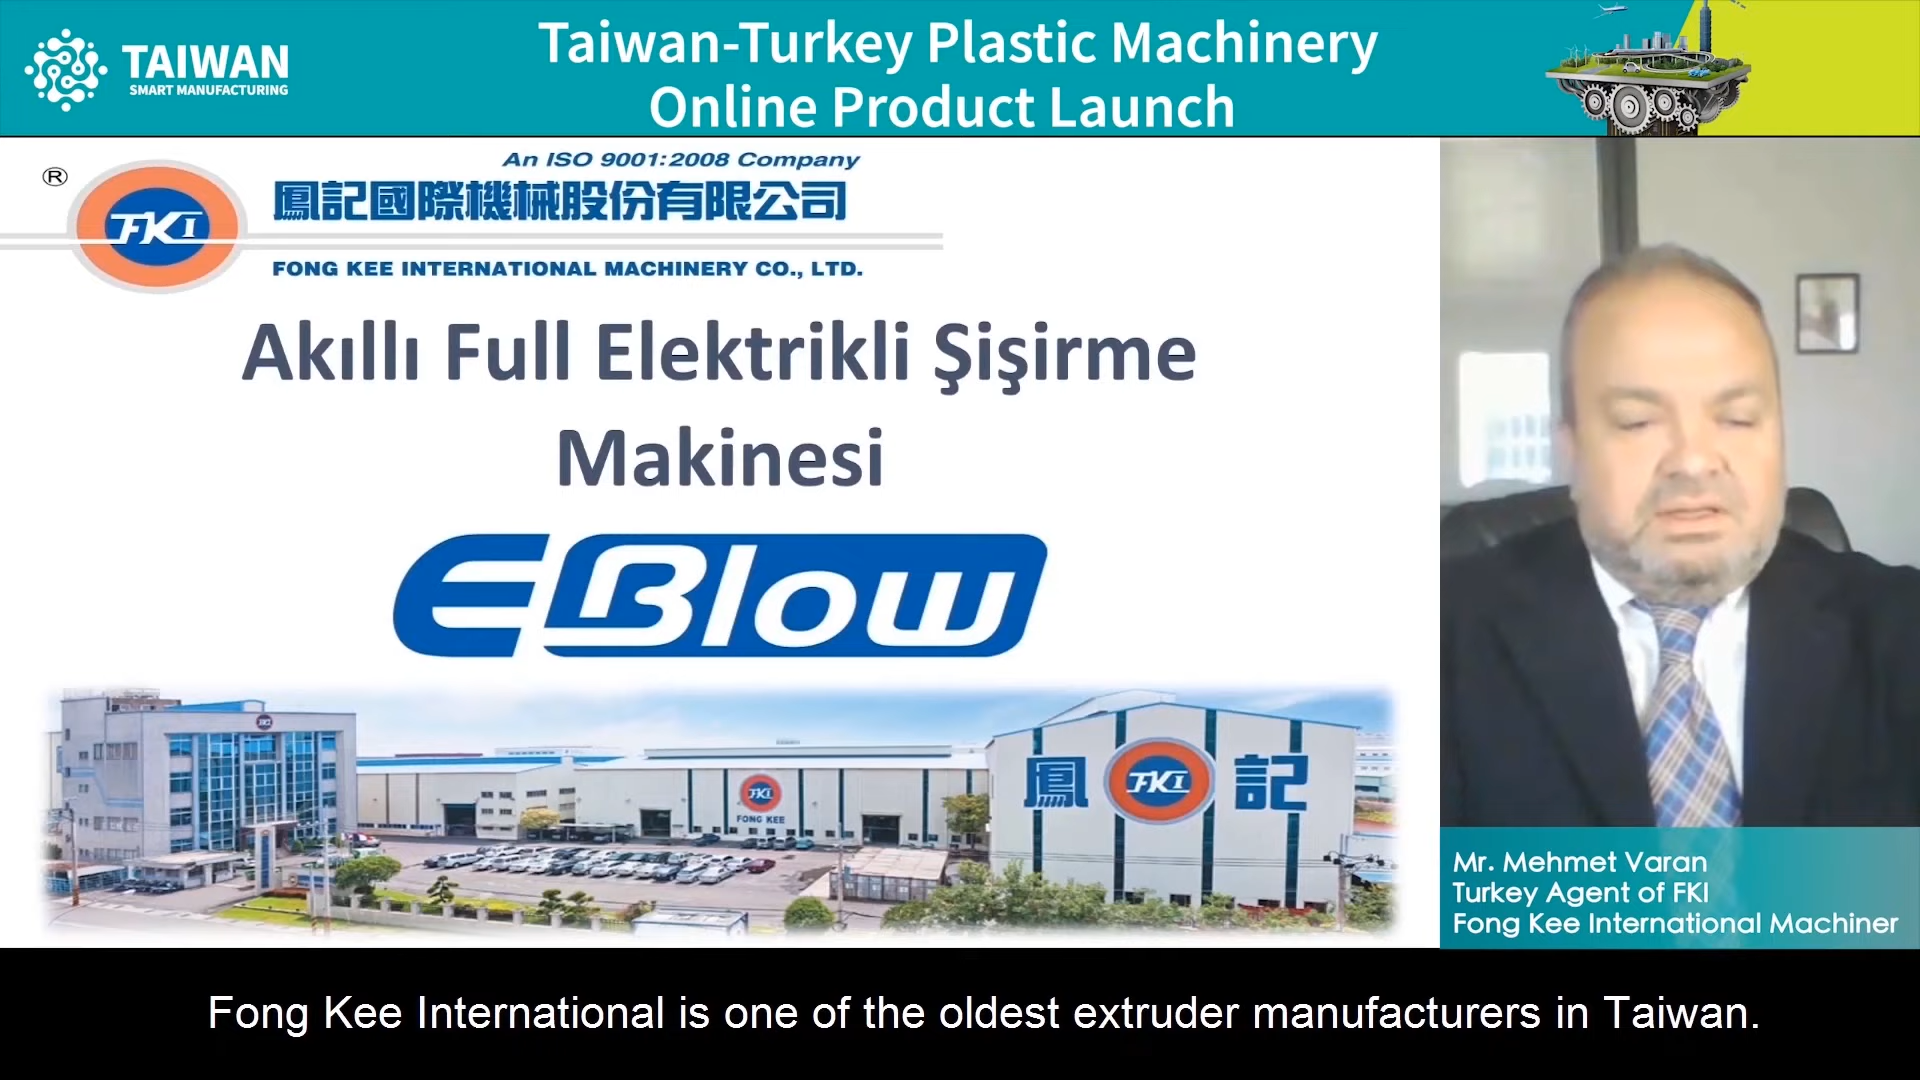 TAIWAN
SMART MANUFACTURING
Taiwan-Turkey Plastic Machinery
Online Product Launch
®
FKI
An ISO 9001:2008 Company
鳳記國際機械股份有限公司
FONG KEE INTERNATIONAL MACHINERY CO., LTD.
Akıllı Full Elektrikli Şişirme
Makinesi
EBlow
FKI
FKI
FONG KEE
鳳 FKI 記
Mr. Mehmet Varan
Turkey Agent of FKI
Fong Kee International Machiner
Fong Kee International is one of the oldest extruder manufacturers in Taiwan.